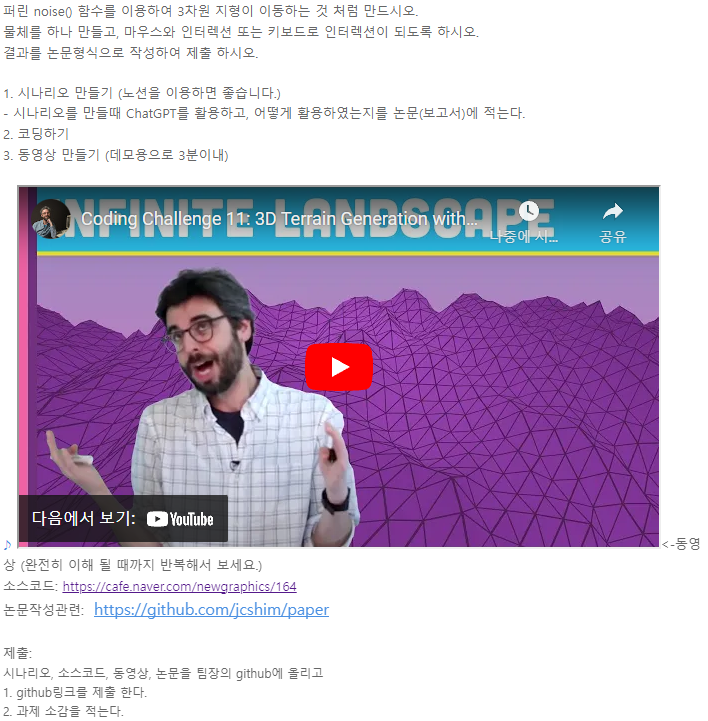 퍼린 noise() 함수를 이용하여 3차원 지형이 이동하는 것 처럼 만드시오.
물체를 하나 만들고, 마우스와 인터렉션 또는 키보드로 인터렉션이 되도록 하시오.
결과를 논문형식으로 작성하여 제출 하시오.
1. 시나리오 만들기 (노션을 이용하면 좋습니다.)
- 시나리오를 만들때 ChatGPT를 활용하고, 어떻게 활용하였는지를 논문(보고서)에 적는다.
2. 코딩하기
3. 동영상 만들기 (데모용으로 3분이내)
INFINITE LANDSCAPE
Coding Challenge 11: 3D Terrain Generation with...
나중에 시...
공유
다음에서 보기: YouTube
♪ <-동영
상 (완전히 이해 될 때까지 반복해서 보세요.)
소스코드: https://cafe.naver.com/newgraphics/164
논문작성관련: https://github.com/jcshim/paper
제출:
시나리오, 소스코드, 동영상, 논문을 팀장의 github에 올리고
1. github링크를 제출 한다.
2. 과제 소감을 적는다.